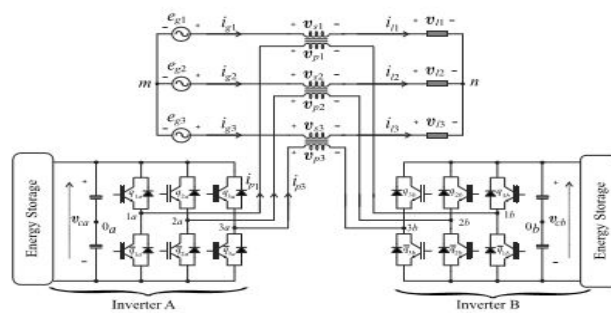 e_g1 i_g1 + v_s1 − i_l1 + v_l1 −
+ v_p1 −
e_g2 i_g2 + v_s2 − i_l2 + v_l2 −
m n
+ v_p2 −
e_g3 i_g3 + v_s3 − i_l3 + v_l3 −
+ v_p3 −
Energy Storage
v_ca
0_a
1a
2a
3a
i_p1
i_p3
3b
2b
1b
0_b
v_cb
Energy Storage
Inverter A
Inverter B